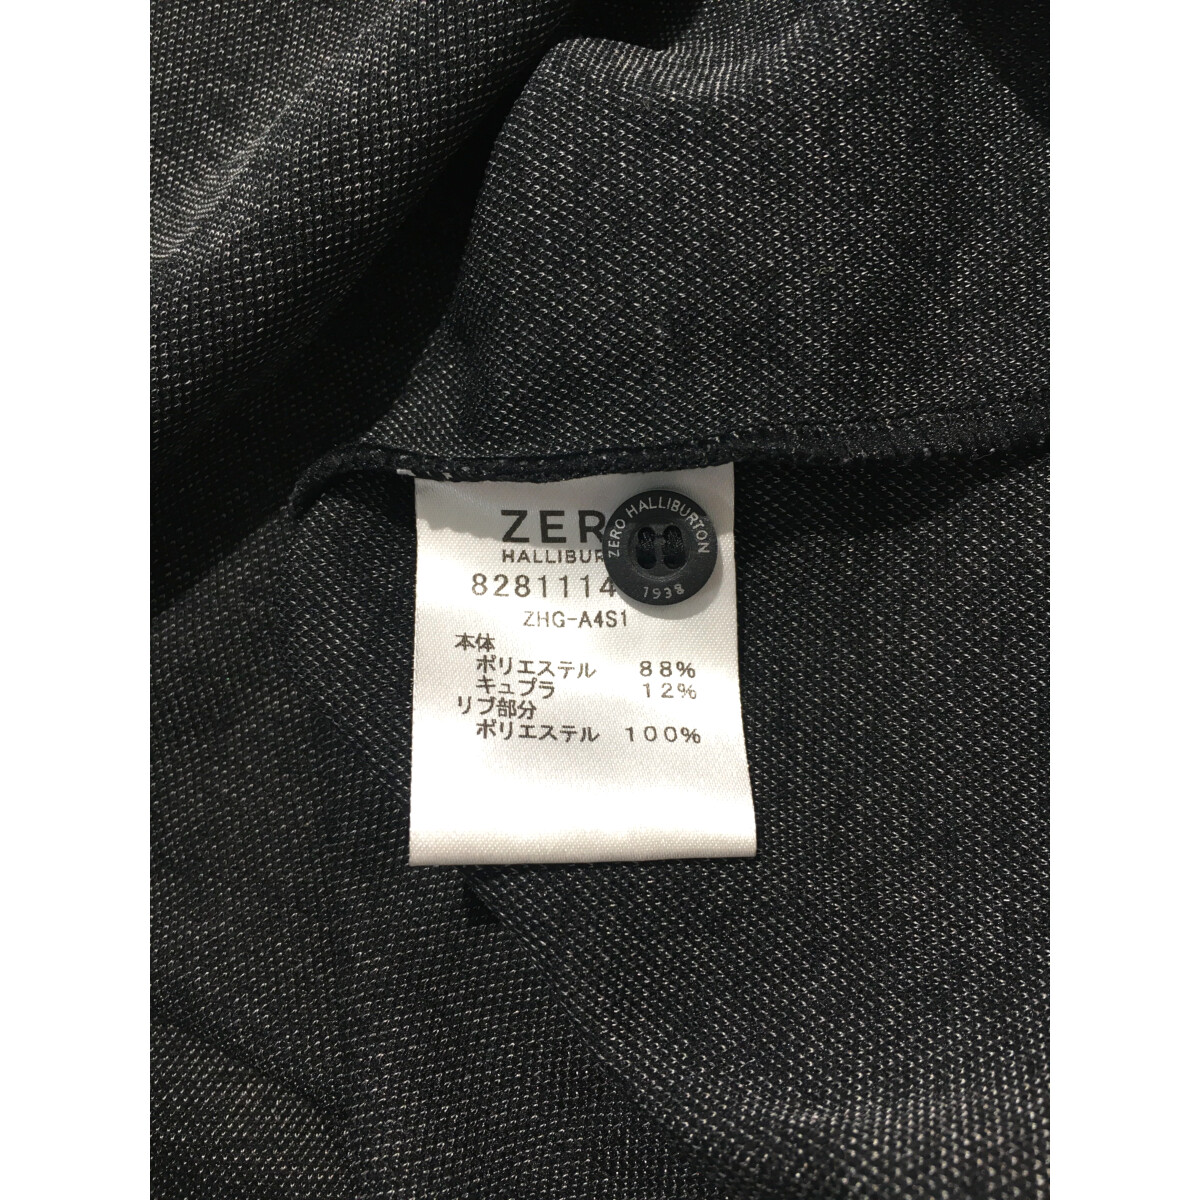 ZER
HALLIBUR
8281114
ZHG-A4S1
本体
ポリエステル 88%
キュプラ 12%
リブ部分
ポリエステル 100%
ZERO HALLIBURTON
1938